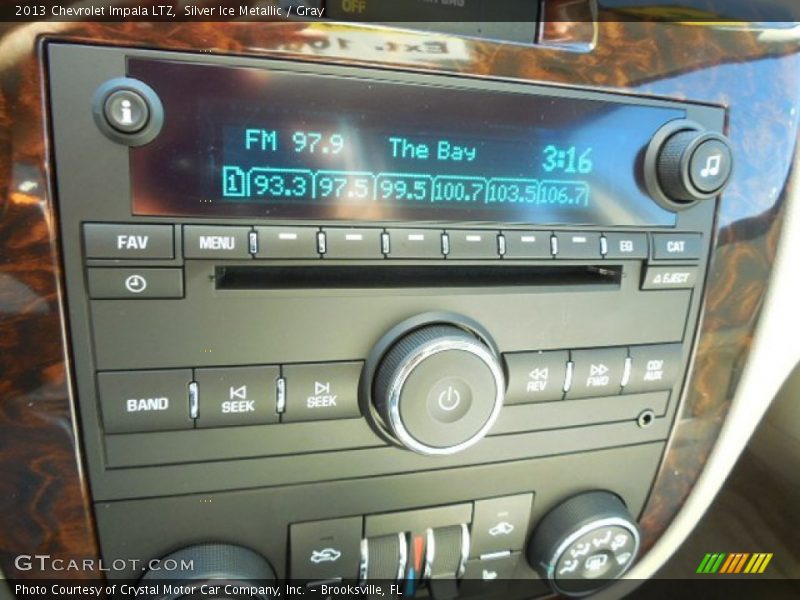 2013 Chevrolet Impala LTZ,  Silver Ice Metallic / Gray
OFF
FM 97.9 The Bay 3:16
1 93.3 97.5 99.5 100.7 103.5 106.7
FAV MENU EQ CAT
EJECT
BAND SEEK SEEK REV FWD CD/AUX
GTCARLOT.COM
Photo Courtesy of Crystal Motor Car Company, Inc. - Brooksville, FL